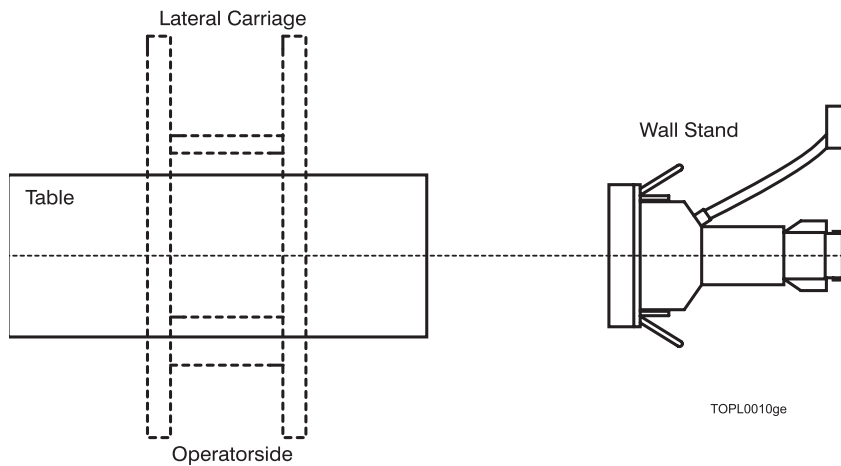 Lateral Carriage
Wall Stand
Table
TOPL0010ge
Operatorside